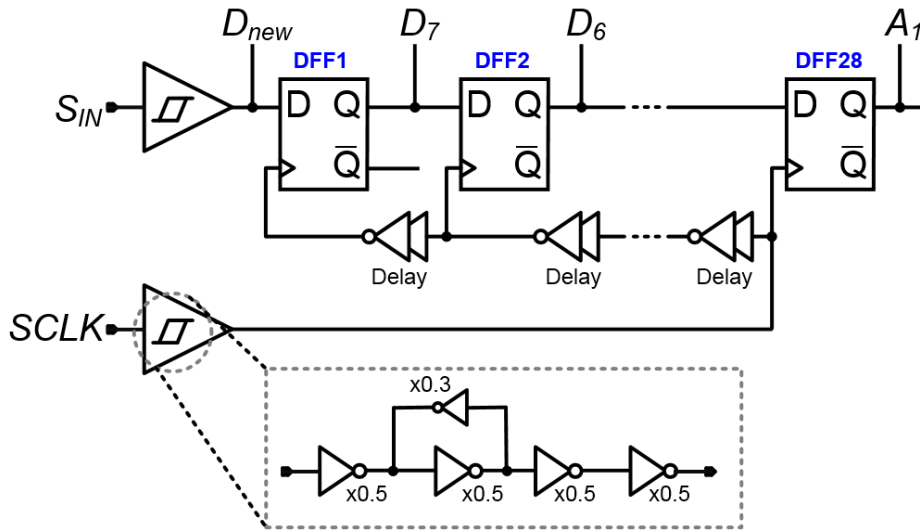 D_new D_7 D_6 A_1
DFF1 DFF2 DFF28
S_IN D Q D Q D Q
Q̅ Q̅ Q̅
Delay Delay Delay
SCLK
x0.3
x0.5 x0.5 x0.5 x0.5